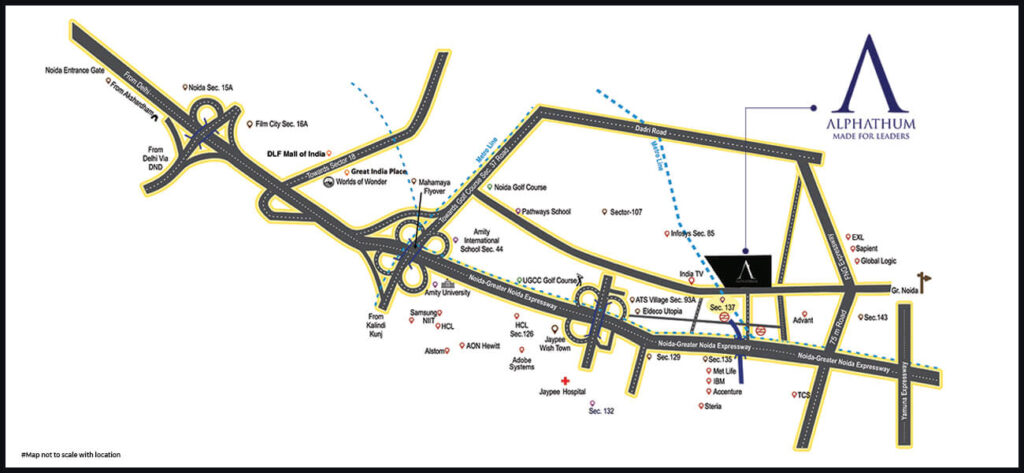 Noida Entrance Gate
From Delhi
From Akshardham
Noida Sec. 15A
Film City Sec. 16A
From
Delhi Via
DND
DLF Mall of India
Towards Sector 18
Great India Place
Worlds of Wonder
Mahamaya
Flyover
Metro Line
Towards Golf Course Sec. 37 Road
Noida Golf Course
Pathways School
Sector-107
Dadri Road
Metro Line
ALPHATHUM
MADE FOR LEADERS
Infosys Sec. 85
FNG Expressway
EXL
Sapient
Global Logic
Amity
International
School Sec. 44
India TV
Gr. Noida
UGCC Golf Course
Amity University
Noida-Greater Noida Expressway
ATS Village Sec. 93A
Eldeco Utopia
Sec. 137
Advant
75 m Road
Sec.143
From
Kalindi
Kunj
Samsung
NIIT
HCL
HCL
Sec.126
Jaypee
Wish Town
Alstom
AON Hewitt
Adobe
Systems
Noida-Greater Noida Expressway
Noida-Greater Noida Expressway
Sec.129
Sec.135
Met Life
IBM
Accenture
Steria
Jaypee Hospital
Sec. 132
TCS
Yamuna Expressway
#Map not to scale with location